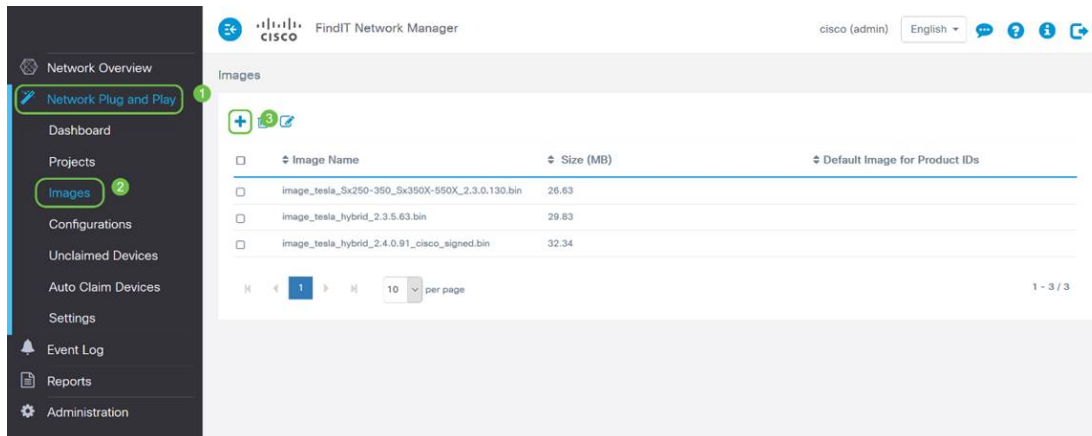 CISCO
FindIT Network Manager
cisco (admin)
English
Network Overview
Network Plug and Play
1
Dashboard
Projects
Images
2
Configurations
Unclaimed Devices
Auto Claim Devices
Settings
Event Log
Reports
Administration
Images
3
Image Name Size (MB) Default Image for Product IDs
image_tesla_Sx250-350_Sx350X-550X_2.3.0.130.bin 26.63
image_tesla_hybrid_2.3.5.63.bin 29.83
image_tesla_hybrid_2.4.0.91_cisco_signed.bin 32.34
1 10 per page 1 - 3 / 3